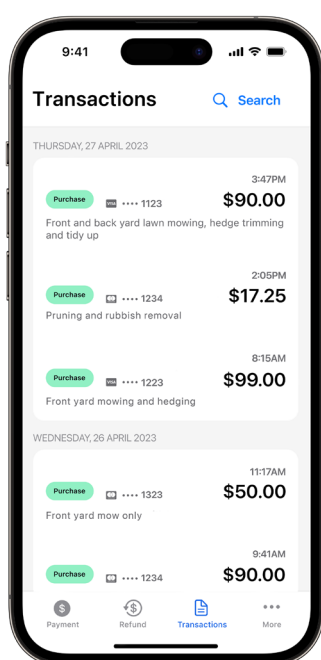 9:41
Transactions
Search
THURSDAY, 27 APRIL 2023
3:47PM
Purchase VISA •••• 1123 $90.00
Front and back yard lawn mowing, hedge trimming
and tidy up
2:05PM
Purchase •••• 1234 $17.25
Pruning and rubbish removal
8:15AM
Purchase VISA •••• 1223 $99.00
Front yard mowing and hedging
WEDNESDAY, 26 APRIL 2023
11:17AM
Purchase •••• 1323 $50.00
Front yard mow only
9:41AM
Purchase •••• 1234 $90.00
Payment Refund Transactions More